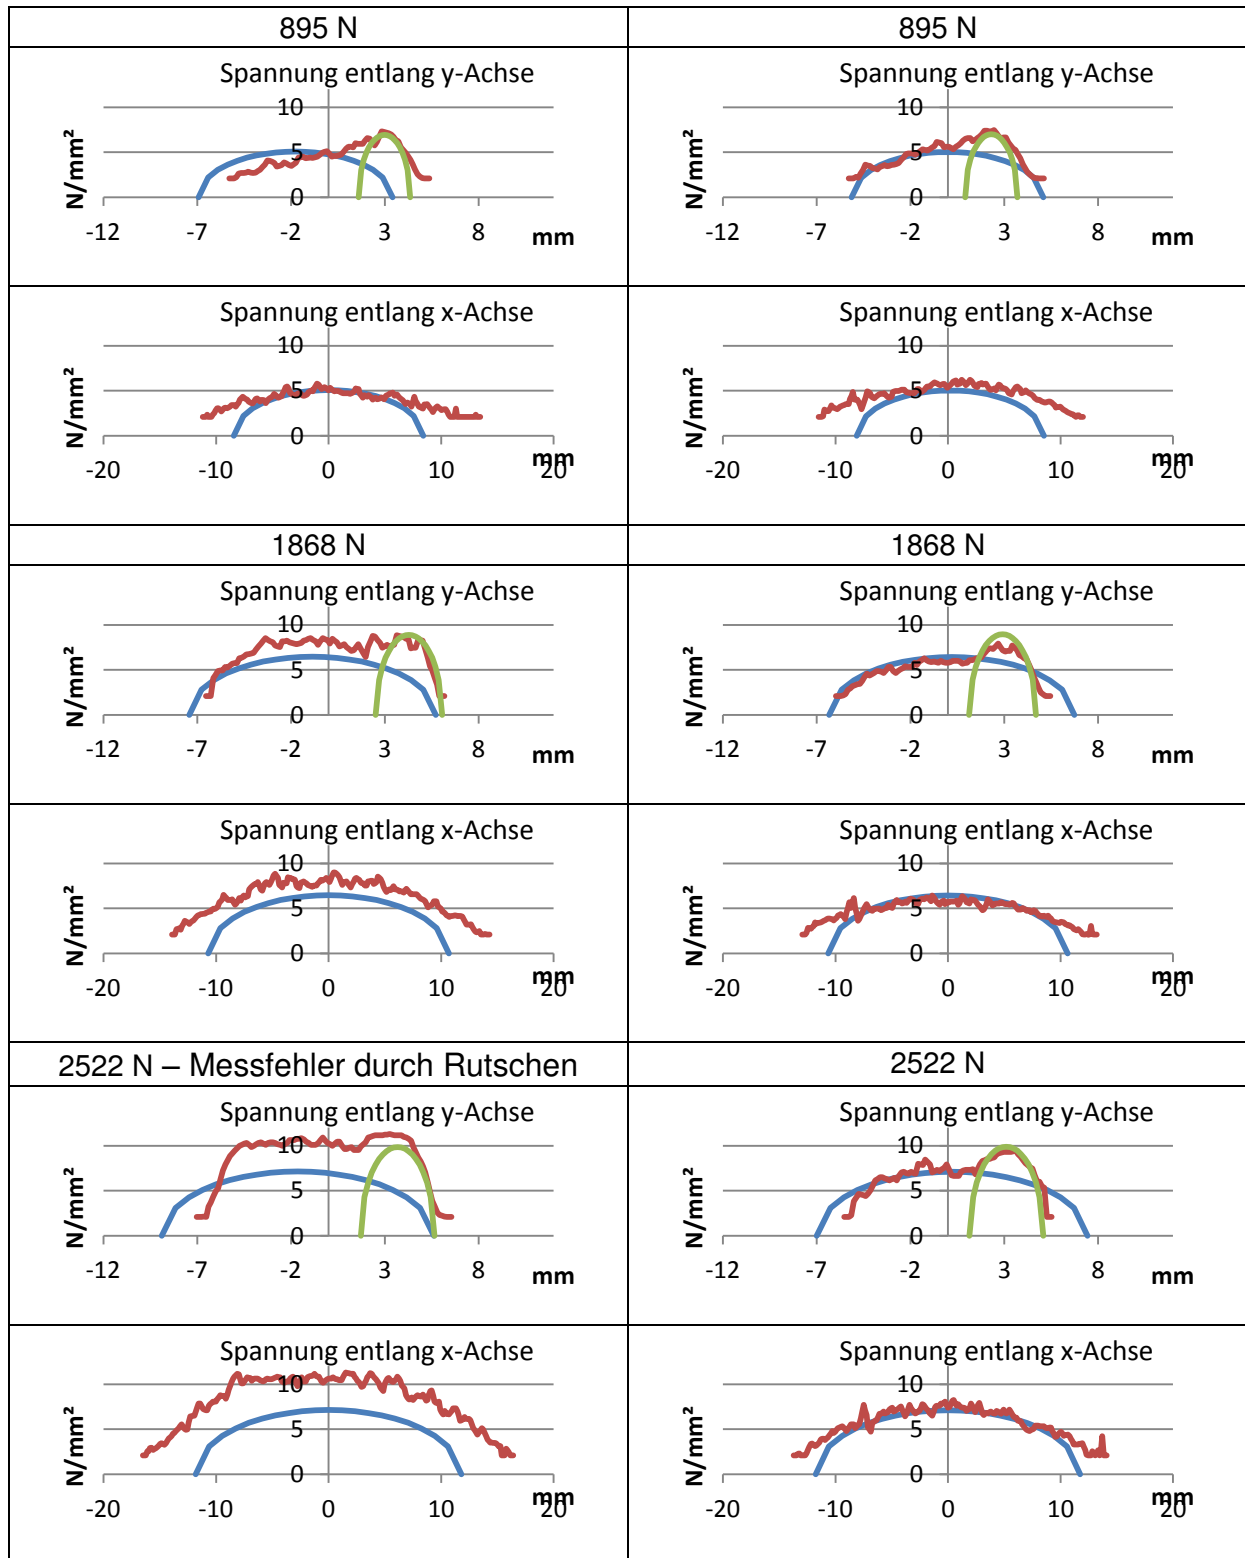 895 N
895 N
Spannung entlang y-Achse
10
5
0
N/mm²
-12 -7 -2 3 8 mm
Spannung entlang y-Achse
10
5
0
N/mm²
-12 -7 -2 3 8 mm
Spannung entlang x-Achse
10
5
0
N/mm²
-20 -10 0 10 20
mm
Spannung entlang x-Achse
10
5
0
N/mm²
-20 -10 0 10 20
mm
1868 N
1868 N
Spannung entlang y-Achse
10
5
0
N/mm²
-12 -7 -2 3 8 mm
Spannung entlang y-Achse
10
5
0
N/mm²
-12 -7 -2 3 8 mm
Spannung entlang x-Achse
10
5
0
N/mm²
-20 -10 0 10 20
mm
Spannung entlang x-Achse
10
5
0
N/mm²
-20 -10 0 10 20
mm
2522 N – Messfehler durch Rutschen
2522 N
Spannung entlang y-Achse
10
5
0
N/mm²
-12 -7 -2 3 8 mm
Spannung entlang y-Achse
10
5
0
N/mm²
-12 -7 -2 3 8 mm
Spannung entlang x-Achse
10
5
0
N/mm²
-20 -10 0 10 20
mm
Spannung entlang x-Achse
10
5
0
N/mm²
-20 -10 0 10 20
mm